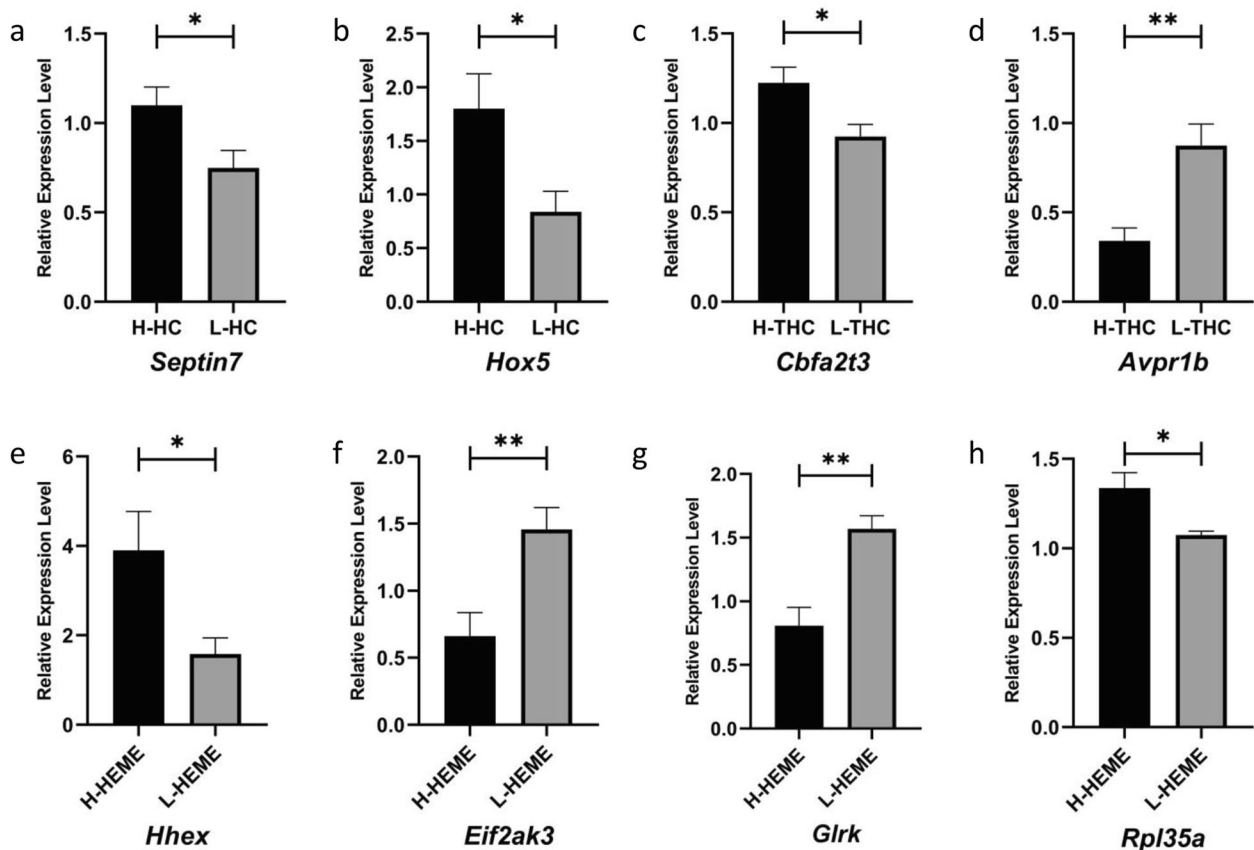 a
*
1.5
1.0
0.5
0.0
Relative Expression Level
H-HC L-HC
Septin7
b
*
2.5
2.0
1.5
1.0
0.5
0.0
Relative Expression Level
H-HC L-HC
Hox5
c
*
1.5
1.0
0.5
0.0
Relative Expression Level
H-THC L-THC
Cbfa2t3
d
**
1.5
1.0
0.5
0.0
Relative Expression Level
H-THC L-THC
Avpr1b
e
*
6
4
2
0
Relative Expression Level
H-HEME L-HEME
Hhex
f
**
2.0
1.5
1.0
0.5
0.0
Relative Expression Level
H-HEME L-HEME
Eif2ak3
g
**
2.0
1.5
1.0
0.5
0.0
Relative Expression Level
H-HEME L-HEME
Glrk
h
*
1.5
1.0
0.5
0.0
Relative Expression Level
H-HEME L-HEME
Rpl35a